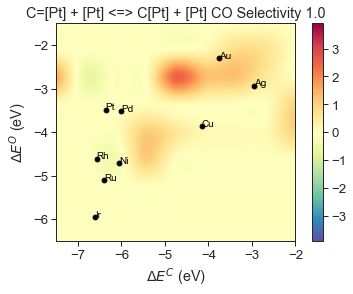 C=[Pt] + [Pt] <=> C[Pt] + [Pt] CO Selectivity 1.0
ΔE^O (eV)
−2
−3
−4
−5
−6
Au
Ag
Pt
Pd
Cu
Rh
Ni
Ru
Ir
3
2
1
0
−1
−2
−3
−7 −6 −5 −4 −3 −2
ΔE^C (eV)